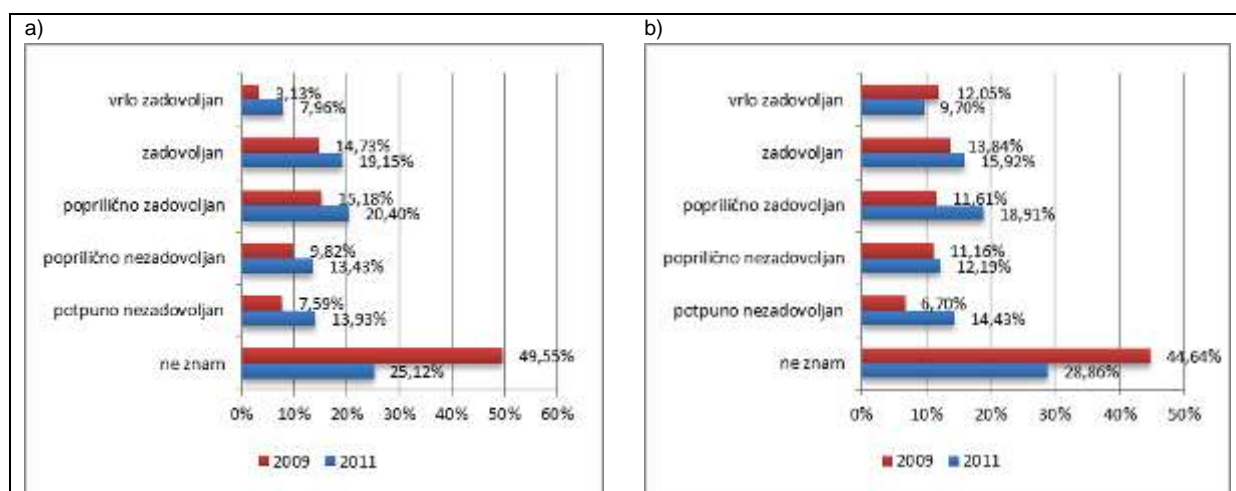 a)
vrlo zadovoljan
3,13%
7,96%
zadovoljan
14,73%
19,15%
poprilično zadovoljan
15,18%
20,40%
poprilično nezadovoljan
9,82%
13,43%
potpuno nezadovoljan
7,59%
13,93%
ne znam
49,55%
25,12%
0% 10% 20% 30% 40% 50% 60%
2009 2011
b)
vrlo zadovoljan
12,05%
9,70%
zadovoljan
13,84%
15,92%
poprilično zadovoljan
11,61%
18,91%
poprilično nezadovoljan
11,16%
12,19%
potpuno nezadovoljan
6,70%
14,43%
ne znam
44,64%
28,86%
0% 10% 20% 30% 40% 50%
2009 2011